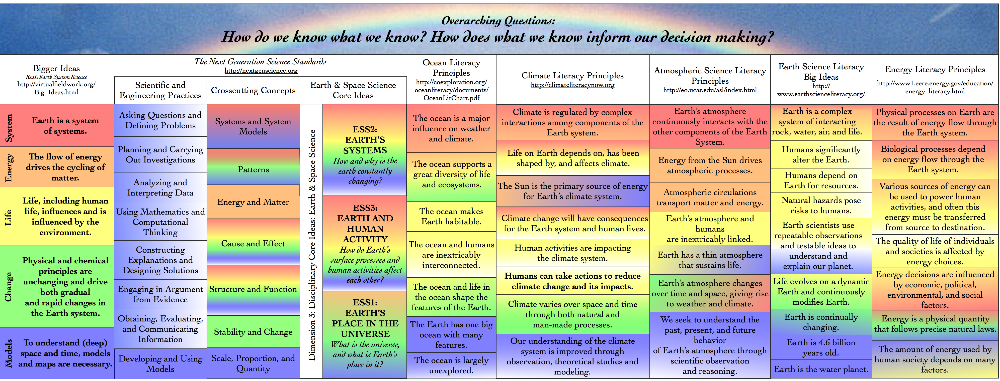 Overarching Questions:
How do we know what we know? How does what we know inform our decision making?
Bigger Ideas
ReaL Earth System Science
http://virtualfieldwork.org/
Big_Ideas.html
The Next Generation Science Standards
http://nextgenscience.org
Scientific and
Engineering Practices
Crosscutting Concepts
Earth & Space Science
Core Ideas
Ocean Literacy
Principles
http://coexploration.org/
oceanliteracy/documents/
OceanLitChart.pdf
Climate Literacy Principles
http://climateliteracynow.org
Atmospheric Science Literacy
Principles
http://eo.ucar.edu/asl/index.html
Earth Science Literacy
Big Ideas
http://
www.earthscienceliteracy.org/
Energy Literacy Principles
http://www1.eere.energy.gov/education/
energy_literacy.html
System
Earth is a system
of systems.
Energy
The flow of energy
drives the cycling of
matter.
Life
Life, including human
life, influences and is
influenced by the
environment.
Change
Physical and chemical
principles are
unchanging and drive
both gradual
and rapid changes in
the Earth system.
Models
To understand (deep)
space and time, models
and maps are necessary.
Asking Questions and
Defining Problems
Planning and Carrying
Out Investigations
Analyzing and
Interpreting Data
Using Mathematics and
Computational
Thinking
Constructing
Explanations and
Designing Solutions
Engaging in Argument
from Evidence
Obtaining, Evaluating,
and Communicating
Information
Developing and Using
Models
Systems and System
Models
Patterns
Energy and Matter
Cause and Effect
Structure and Function
Stability and Change
Scale, Proportion, and
Quantity
Dimension 3: Disciplinary Core Ideas: Earth & Space Science
ESS2:
EARTH'S
SYSTEMS
How and why is the
earth constantly
changing?
ESS3:
EARTH AND
HUMAN
ACTIVITY
How do Earth's
surface processes and
human activities affect
each other?
ESS1:
EARTH'S
PLACE IN THE
UNIVERSE
What is the universe,
and what is Earth's
place in it?
The ocean is a major
influence on weather
and climate.
The ocean supports a
great diversity of life
and ecosystems.
The ocean makes
Earth habitable.
The ocean and humans
are inextricably
interconnected.
The ocean and life in
the ocean shape the
features of the Earth.
The Earth has one big
ocean with many
features.
The ocean is largely
unexplored.
Climate is regulated by complex
interactions among components of the
Earth system.
Life on Earth depends on, has been
shaped by, and affects climate.
The Sun is the primary source of energy
for Earth's climate system.
Climate change will have consequences
for the Earth system and human lives.
Human activities are impacting
the climate system.
Humans can take actions to reduce
climate change and its impacts.
Climate varies over space and time
through both natural and
man-made processes.
Our understanding of the climate
system is improved through
observation, theoretical studies and
modeling.
Earth's atmosphere
continuously interacts with the
other components of the Earth
System.
Energy from the Sun drives
atmospheric processes.
Atmospheric circulations
transport matter and energy.
Earth's atmosphere and
humans
are inextricably linked.
Earth has a thin atmosphere
that sustains life.
Earth's atmosphere changes
over time and space, giving rise
to weather and climate.
We seek to understand the
past, present, and future
behavior
of Earth's atmosphere through
scientific observation
and reasoning.
Earth is a complex
system of interacting
rock, water, air, and life.
Humans significantly
alter the Earth.
Humans depend on
Earth for resources.
Natural hazards pose
risks to humans.
Earth scientists use
repeatable observations
and testable ideas to
understand and
explain our planet.
Life evolves on a dynamic
Earth and continuously
modifies Earth.
Earth is continually
changing.
Earth is 4.6 billion
years old.
Earth is the water planet.
Physical processes on Earth are
the result of energy flow through
the Earth system.
Biological processes depend
on energy flow through the
Earth system.
Various sources of energy can
be used to power human
activities, and often this
energy must be transferred
from source to destination.
The quality of life of individuals
and societies is affected by
energy choices.
Energy decisions are influenced
by economic, political,
environmental, and social
factors.
Energy is a physical quantity
that follows precise natural laws.
The amount of energy used by
human society depends on many
factors.